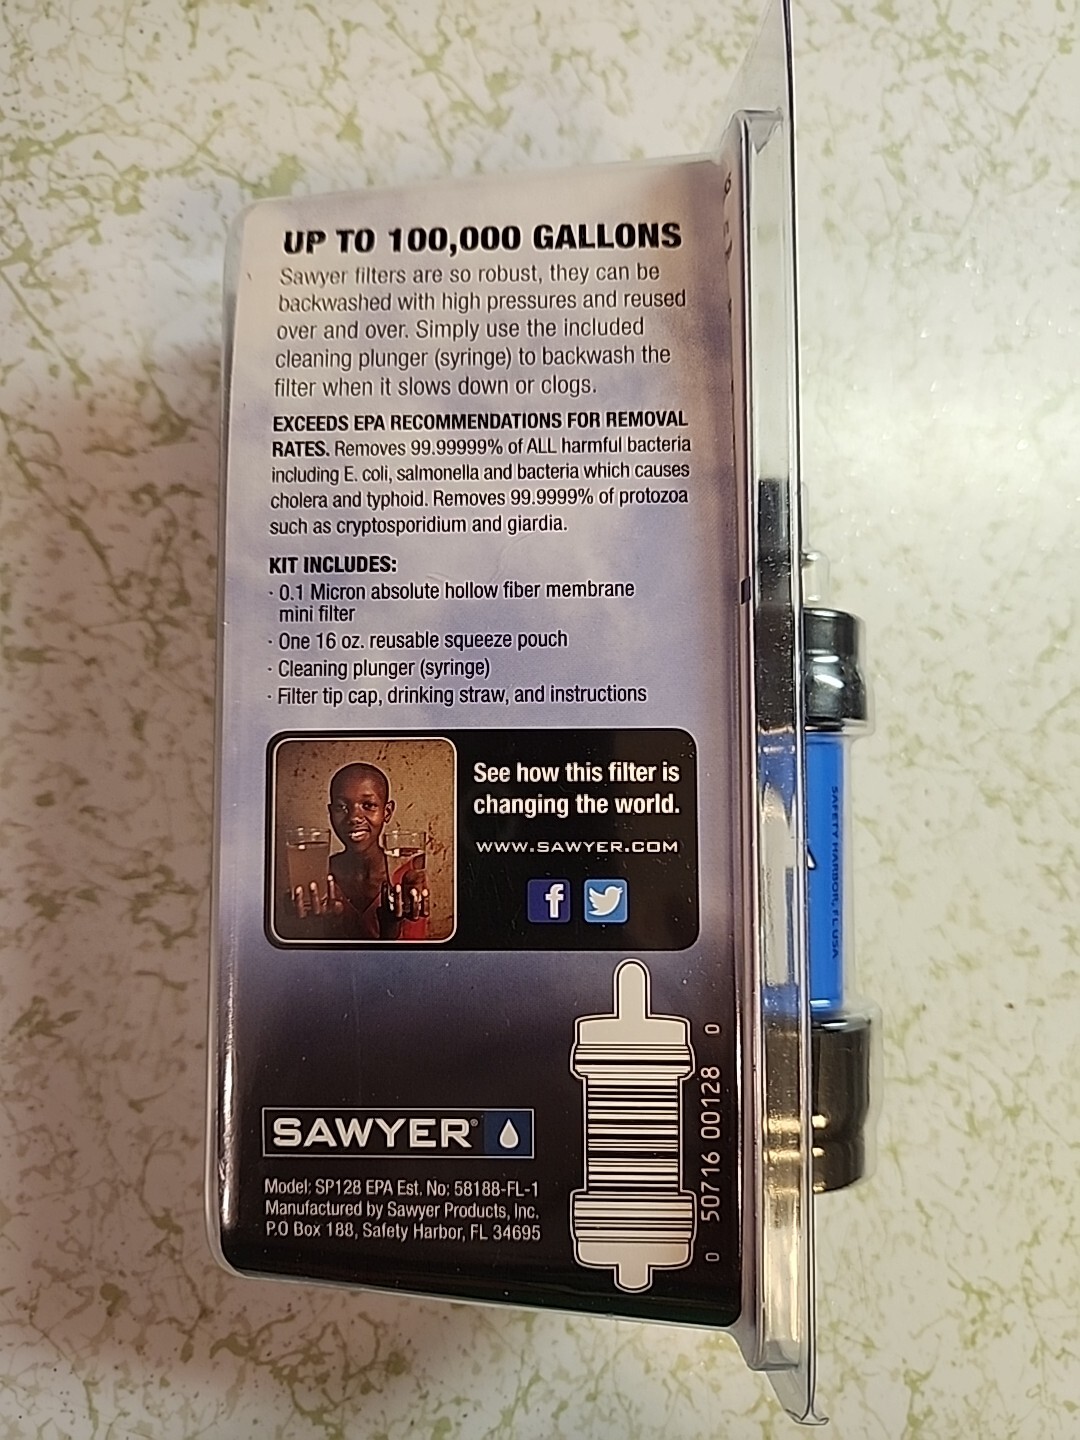 UP TO 100,000 GALLONS
Sawyer filters are so robust, they can be
backwashed with high pressures and reused
over and over. Simply use the included
cleaning plunger (syringe) to backwash the
filter when it slows down or clogs.
EXCEEDS EPA RECOMMENDATIONS FOR REMOVAL
RATES. Removes 99.99999% of ALL harmful bacteria
including E. coli, salmonella and bacteria which causes
cholera and typhoid. Removes 99.9999% of protozoa
such as cryptosporidium and giardia.
KIT INCLUDES:
· 0.1 Micron absolute hollow fiber membrane
mini filter
· One 16 oz. reusable squeeze pouch
· Cleaning plunger (syringe)
· Filter tip cap, drinking straw, and instructions
See how this filter is
changing the world.
WWW.SAWYER.COM
f
SAWYER®
Model: SP128 EPA Est. No: 58188-FL-1
Manufactured by Sawyer Products, Inc.
P.O Box 188, Safety Harbor, FL 34695
0 50716 00128 0
SAFETY HARBOR, FL USA